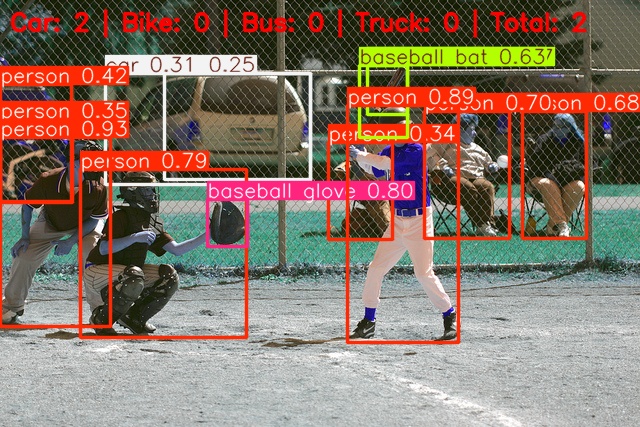 Car: 2 | Bike: 0 | Bus: 0 | Truck: 0 | Total: 2
baseball bat 0.637
car 0.31 0.25
person 0.42
person 0.89
person 0.70
person 0.68
person 0.35
person 0.93
person 0.34
person 0.79
baseball glove 0.80